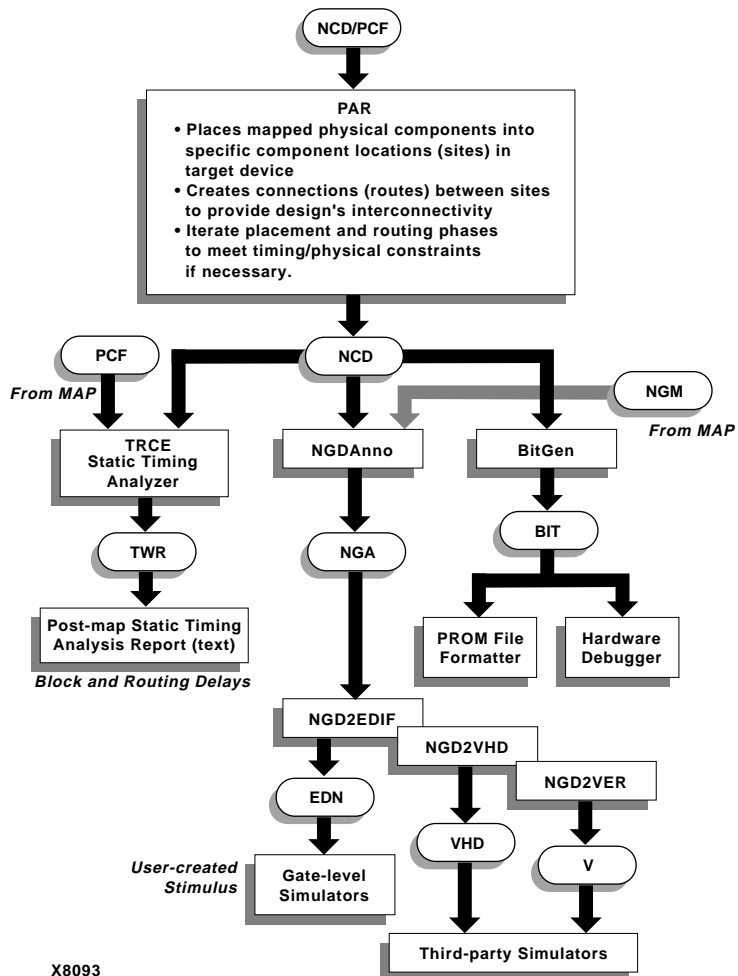 NCD/PCF
PAR
• Places mapped physical components into
specific component locations (sites) in
target device
• Creates connections (routes) between sites
to provide design's interconnectivity
• Iterate placement and routing phases
to meet timing/physical constraints
if necessary.
PCF
NCD
NGM
From MAP
From MAP
TRCE
Static Timing
Analyzer
NGDAnno
BitGen
TWR
NGA
BIT
Post-map Static Timing
Analysis Report (text)
PROM File
Formatter
Hardware
Debugger
Block and Routing Delays
NGD2EDIF
NGD2VHD
NGD2VER
EDN
VHD
V
User-created
Stimulus
Gate-level
Simulators
Third-party Simulators
X8093